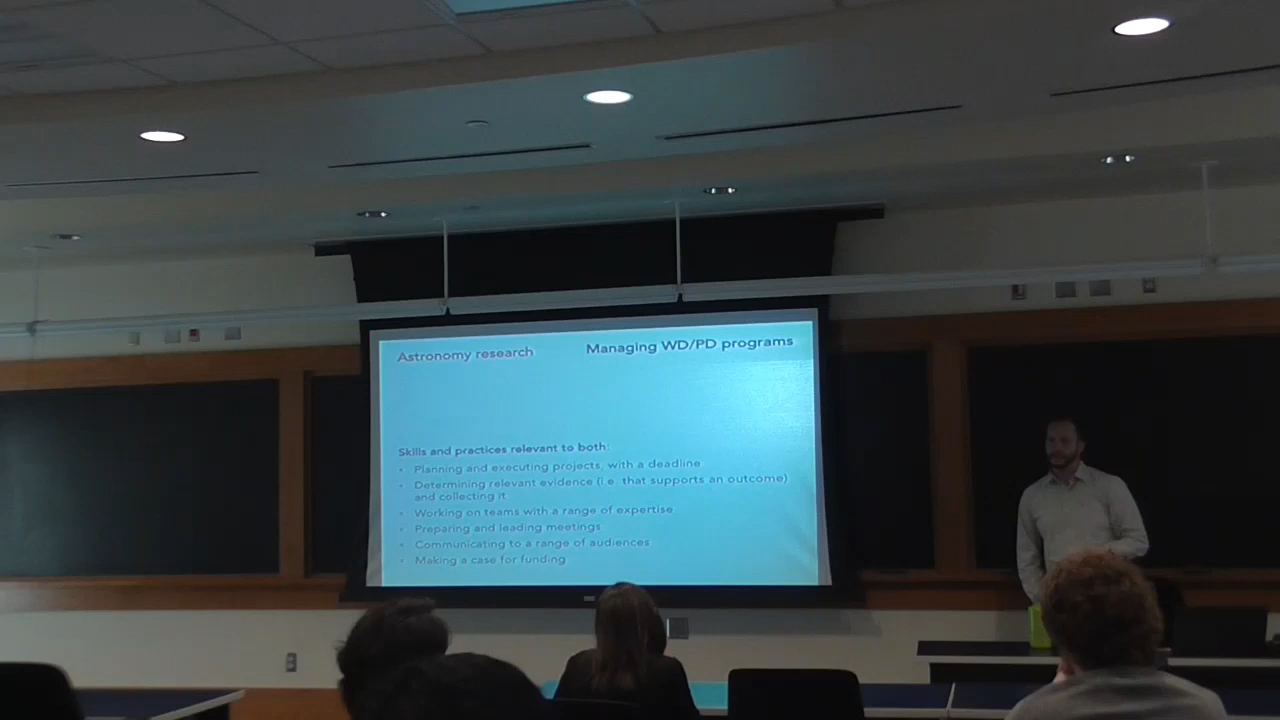 Astronomy research
Managing WD/PD programs
Skills and practices relevant to both:
• Planning and executing projects, with a deadline
• Determining relevant evidence (i.e. that supports an outcome)
and collecting it
• Working on teams with a range of expertise
• Preparing and leading meetings
• Communicating to a range of audiences
• Making a case for funding